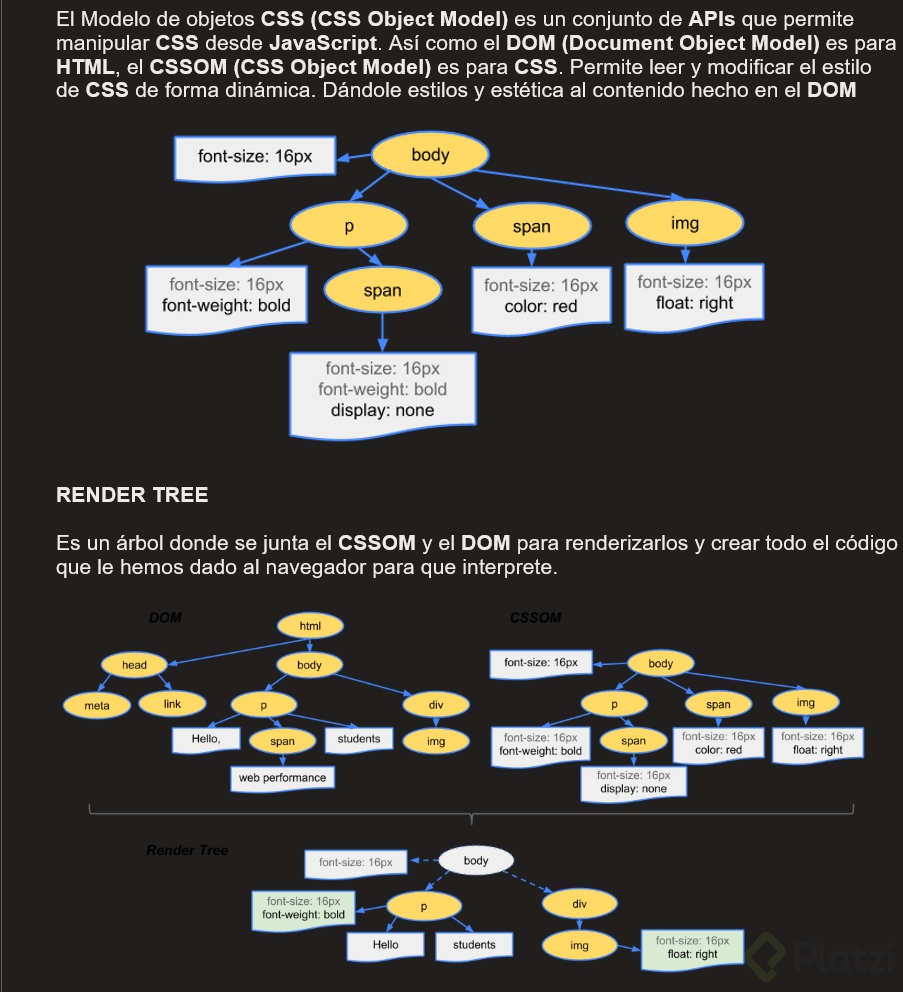 El Modelo de objetos CSS (CSS Object Model) es un conjunto de APIs que permite
manipular CSS desde JavaScript. Así como el DOM (Document Object Model) es para
HTML, el CSSOM (CSS Object Model) es para CSS. Permite leer y modificar el estilo
de CSS de forma dinámica. Dándole estilos y estética al contenido hecho en el DOM
font-size: 16px
body
p
span
img
font-size: 16px
font-weight: bold
span
font-size: 16px
color: red
font-size: 16px
float: right
font-size: 16px
font-weight: bold
display: none
RENDER TREE
Es un árbol donde se junta el CSSOM y el DOM para renderizarlos y crear todo el código
que le hemos dado al navegador para que interprete.
DOM
html
head
body
meta
link
p
div
Hello,
span
students
img
web performance
CSSOM
font-size: 16px
body
p
span
img
font-size: 16px
font-weight: bold
span
font-size: 16px
color: red
font-size: 16px
float: right
font-size: 16px
display: none
Render Tree
font-size: 16px
body
font-size: 16px
font-weight: bold
p
div
Hello
students
img
font-size: 16px
float: right
Platzi